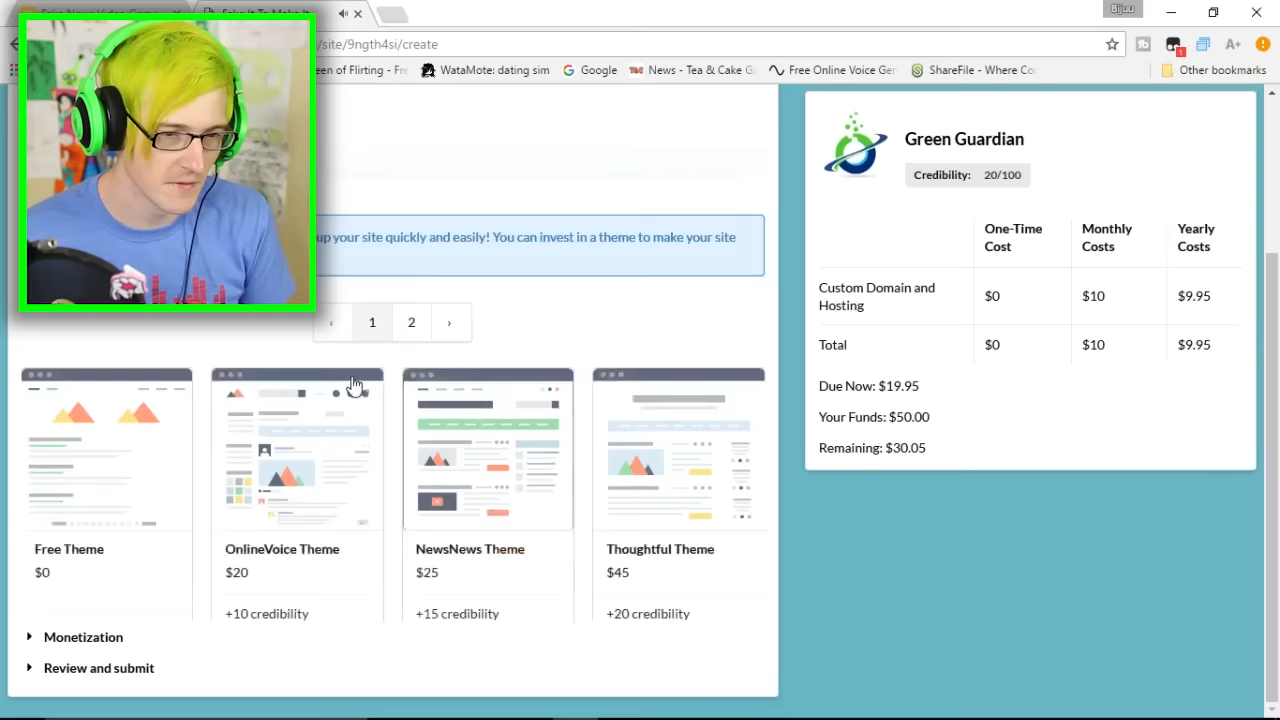 Bijuu
/site/9ngth4si/create
een of Flirting - Fre
WataMote: dating sim
Google
News - Tea & Cake
Free Online Voice Ger
ShareFile - Where Co
Other bookmarks
up your site quickly and easily! You can invest in a theme to make your site
‹ 1 2 ›
Free Theme
$0
OnlineVoice Theme
$20
+10 credibility
NewsNews Theme
$25
+15 credibility
Thoughtful Theme
$45
+20 credibility
Monetization
Review and submit
Green Guardian
Credibility: 20/100
One-Time Cost
Monthly Costs
Yearly Costs
Custom Domain and Hosting
$0 $10 $9.95
Total $0 $10 $9.95
Due Now: $19.95
Your Funds: $50.00
Remaining: $30.05